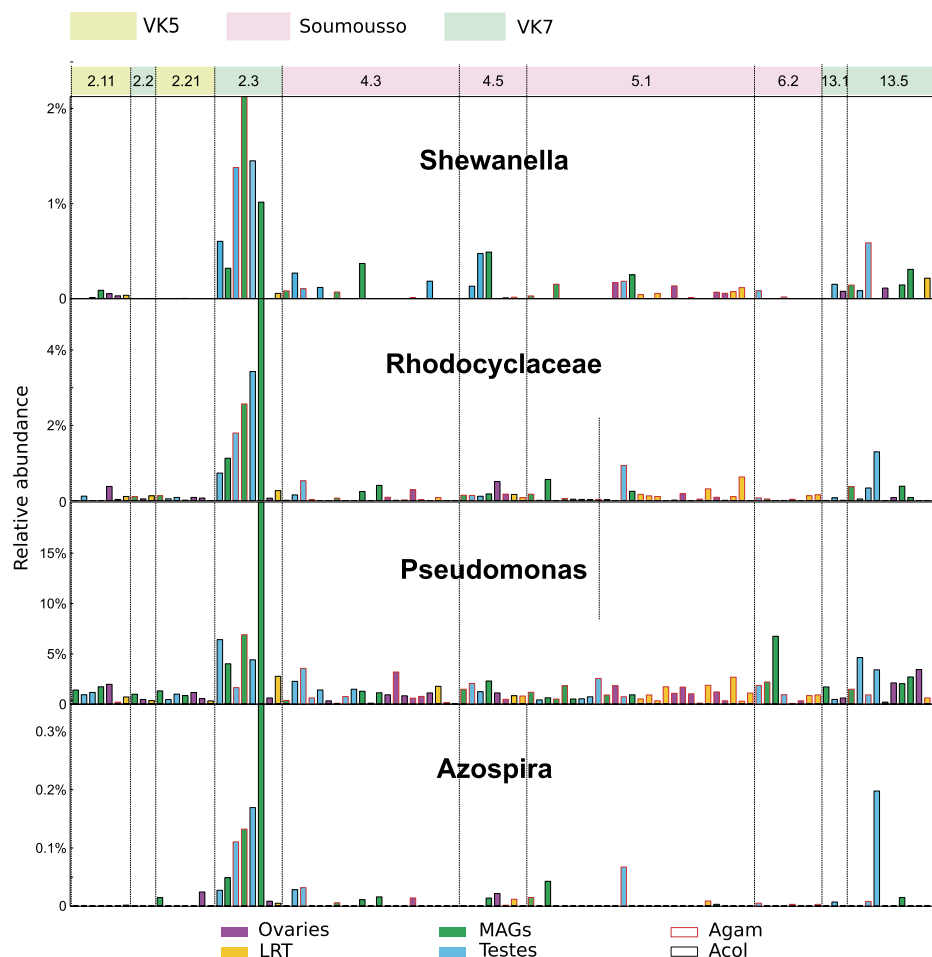 VK5 Soumousso VK7
2.11 2.2 2.21 2.3 4.3 4.5 5.1 6.2 13.1 13.5
2%
Shewanella
1%
0
Rhodocyclaceae
4%
2%
0
Relative abundance
15%
Pseudomonas
10%
5%
0
0.3%
Azospira
0.2%
0.1%
0
Ovaries MAGs Agam
LRT Testes Acol